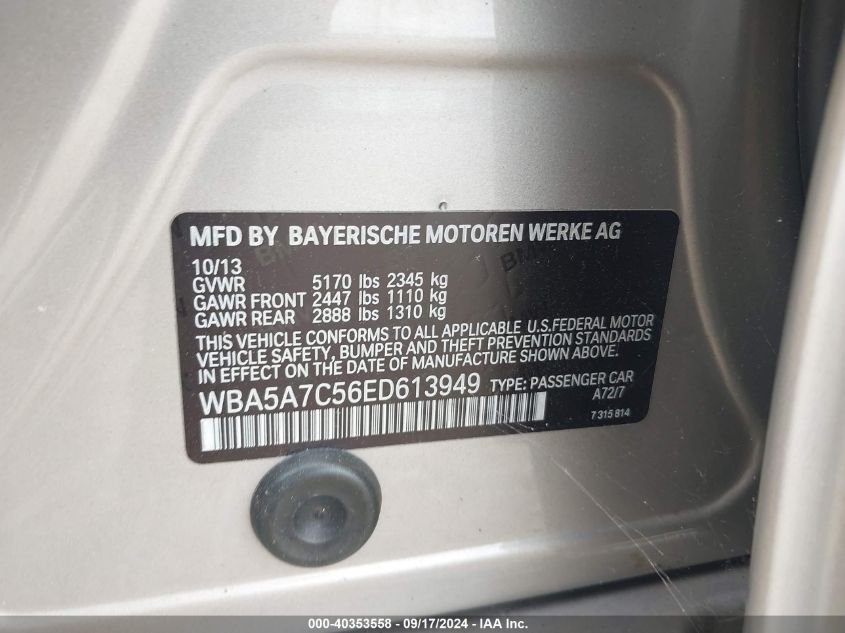 MFD BY BAYERISCHE MOTOREN WERKE AG
10/13
GVWR 5170 lbs 2345 kg
GAWR FRONT 2447 lbs 1110 kg
GAWR REAR 2888 lbs 1310 kg
THIS VEHICLE CONFORMS TO ALL APPLICABLE U.S.FEDERAL MOTOR
VEHICLE SAFETY, BUMPER AND THEFT PREVENTION STANDARDS
IN EFFECT ON THE DATE OF MANUFACTURE SHOWN ABOVE.
WBA5A7C56ED613949 TYPE: PASSENGER CAR
A72/7
7 315 814
000-40353558 - 09/17/2024 - IAA Inc.